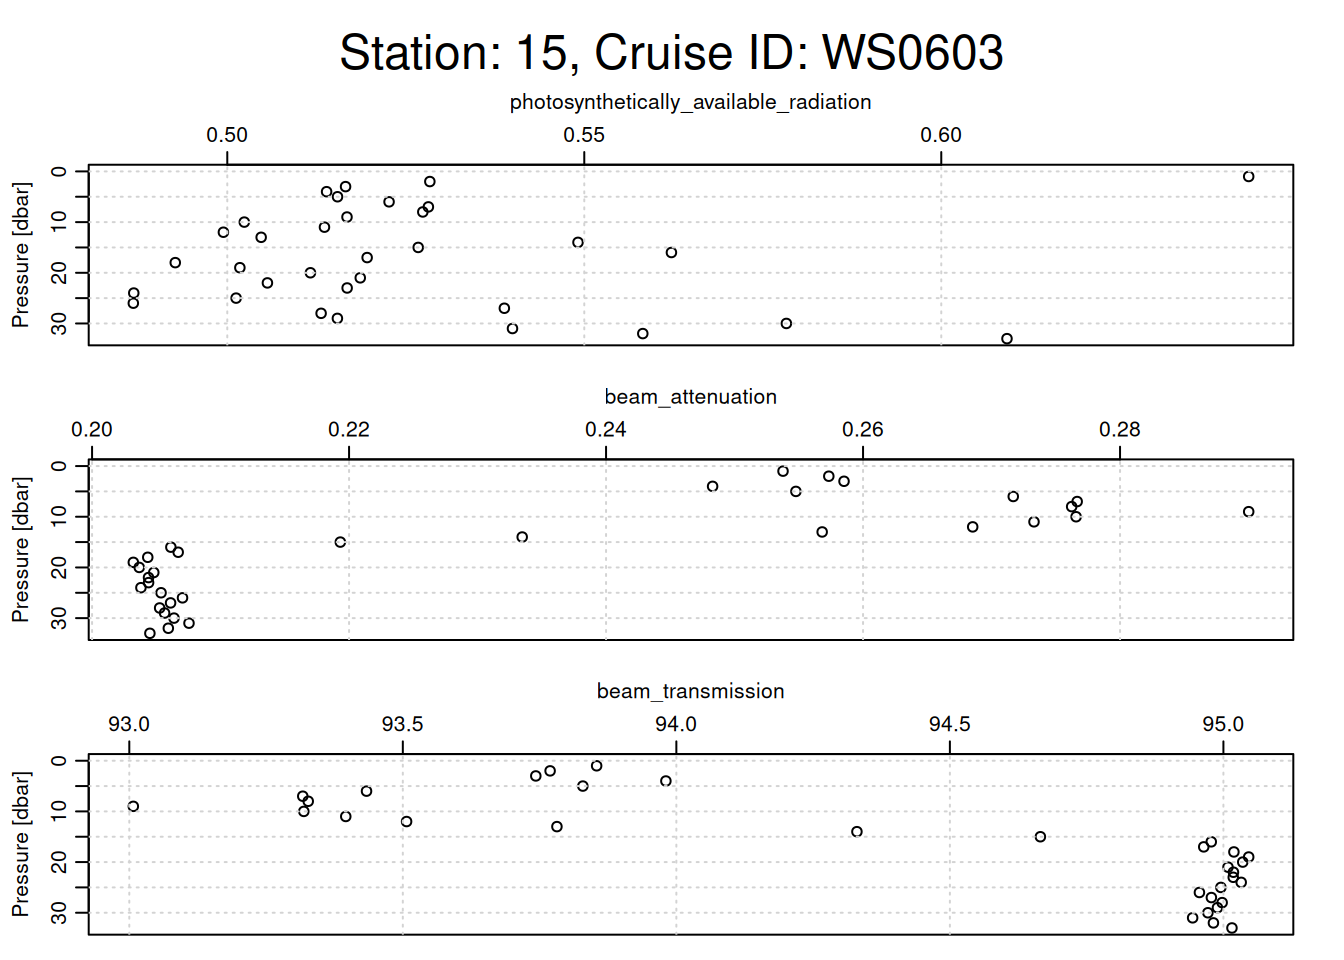 Station: 15, Cruise ID: WS0603
photosynthetically_available_radiation
0.50 0.55 0.60
Pressure [dbar]
0
10
20
30
beam_attenuation
0.20 0.22 0.24 0.26 0.28
Pressure [dbar]
0
10
20
30
beam_transmission
93.0 93.5 94.0 94.5 95.0
Pressure [dbar]
0
10
20
30